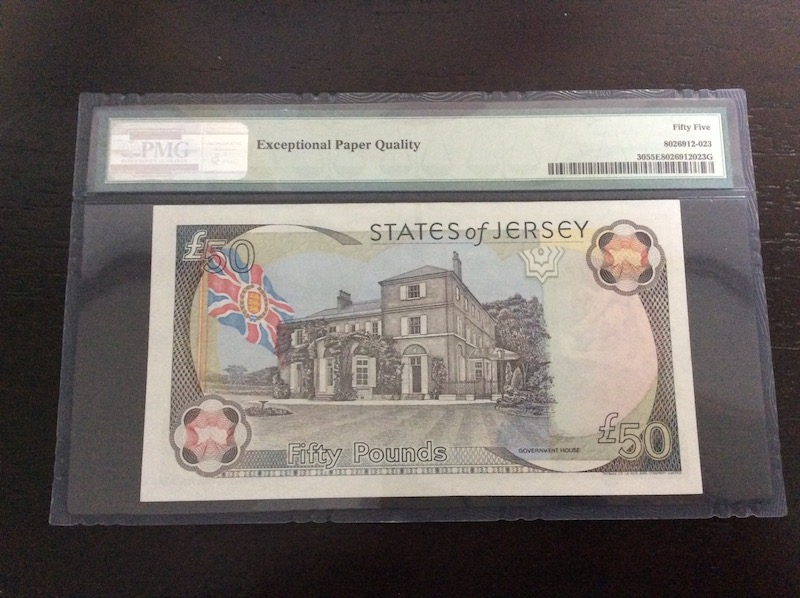 PMG
Exceptional Paper Quality
Fifty Five
8026912-023
3055E8026912023G
£50
STATES of JERSEY
Fifty Pounds
£50
GOVERNMENT HOUSE